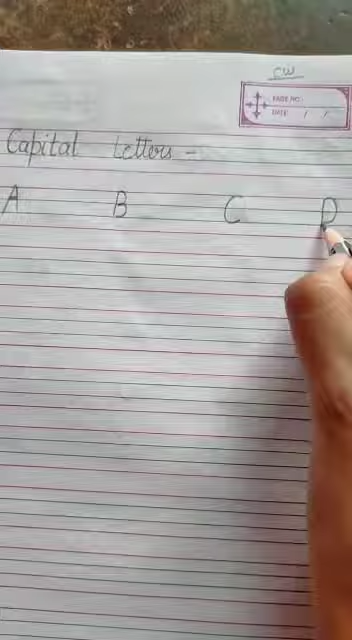 CW
PAGE NO.:
DATE: / /
Capital Letters -
A B C D